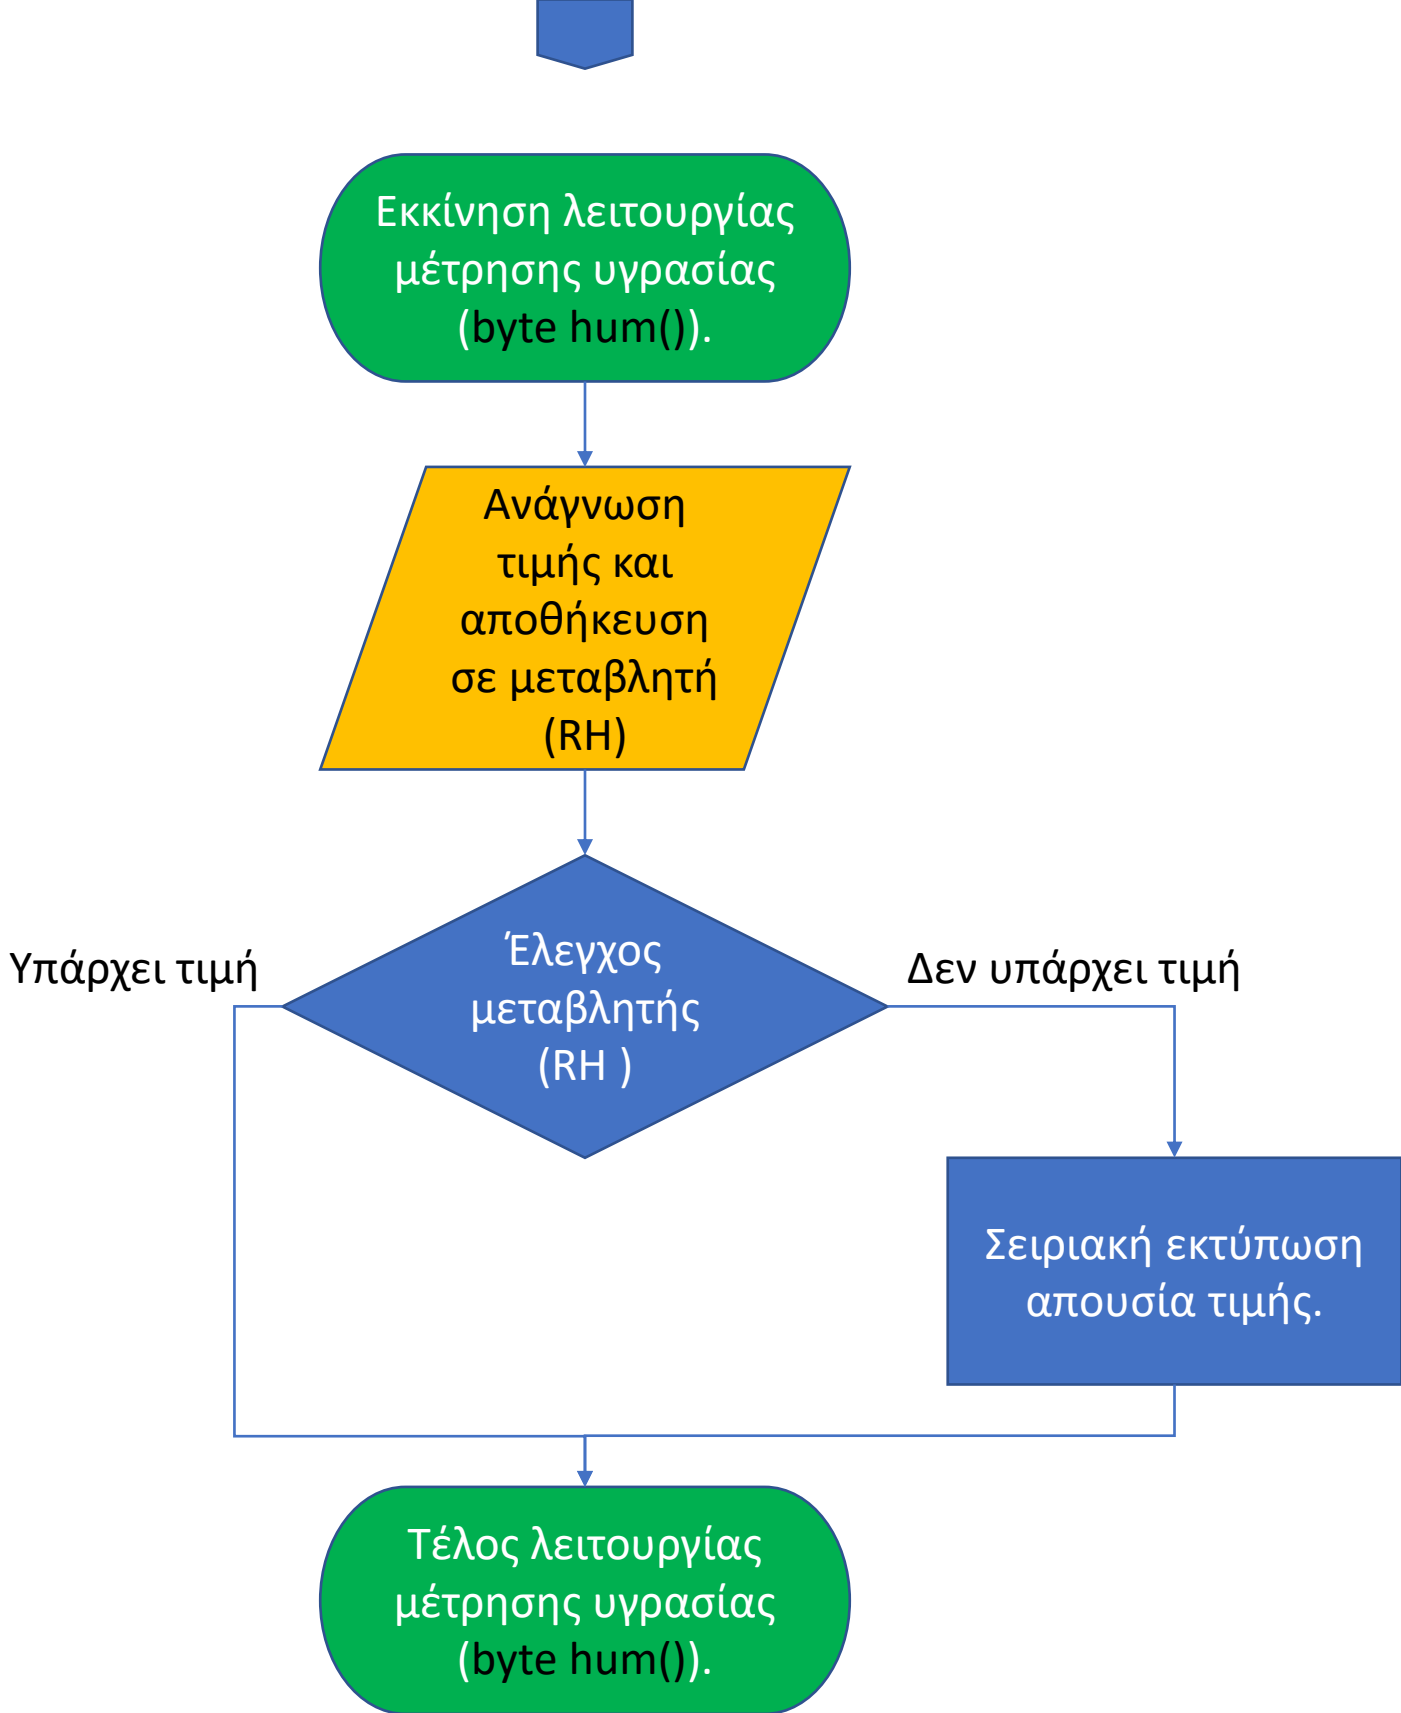 Εκκίνηση λειτουργίας
μέτρησης υγρασίας
(byte hum()).
Ανάγνωση
τιμής και
αποθήκευση
σε μεταβλητή
(RH)
Υπάρχει τιμή
Έλεγχος
μεταβλητής
(RH )
Δεν υπάρχει τιμή
Σειριακή εκτύπωση
απουσία τιμής.
Τέλος λειτουργίας
μέτρησης υγρασίας
(byte hum()).